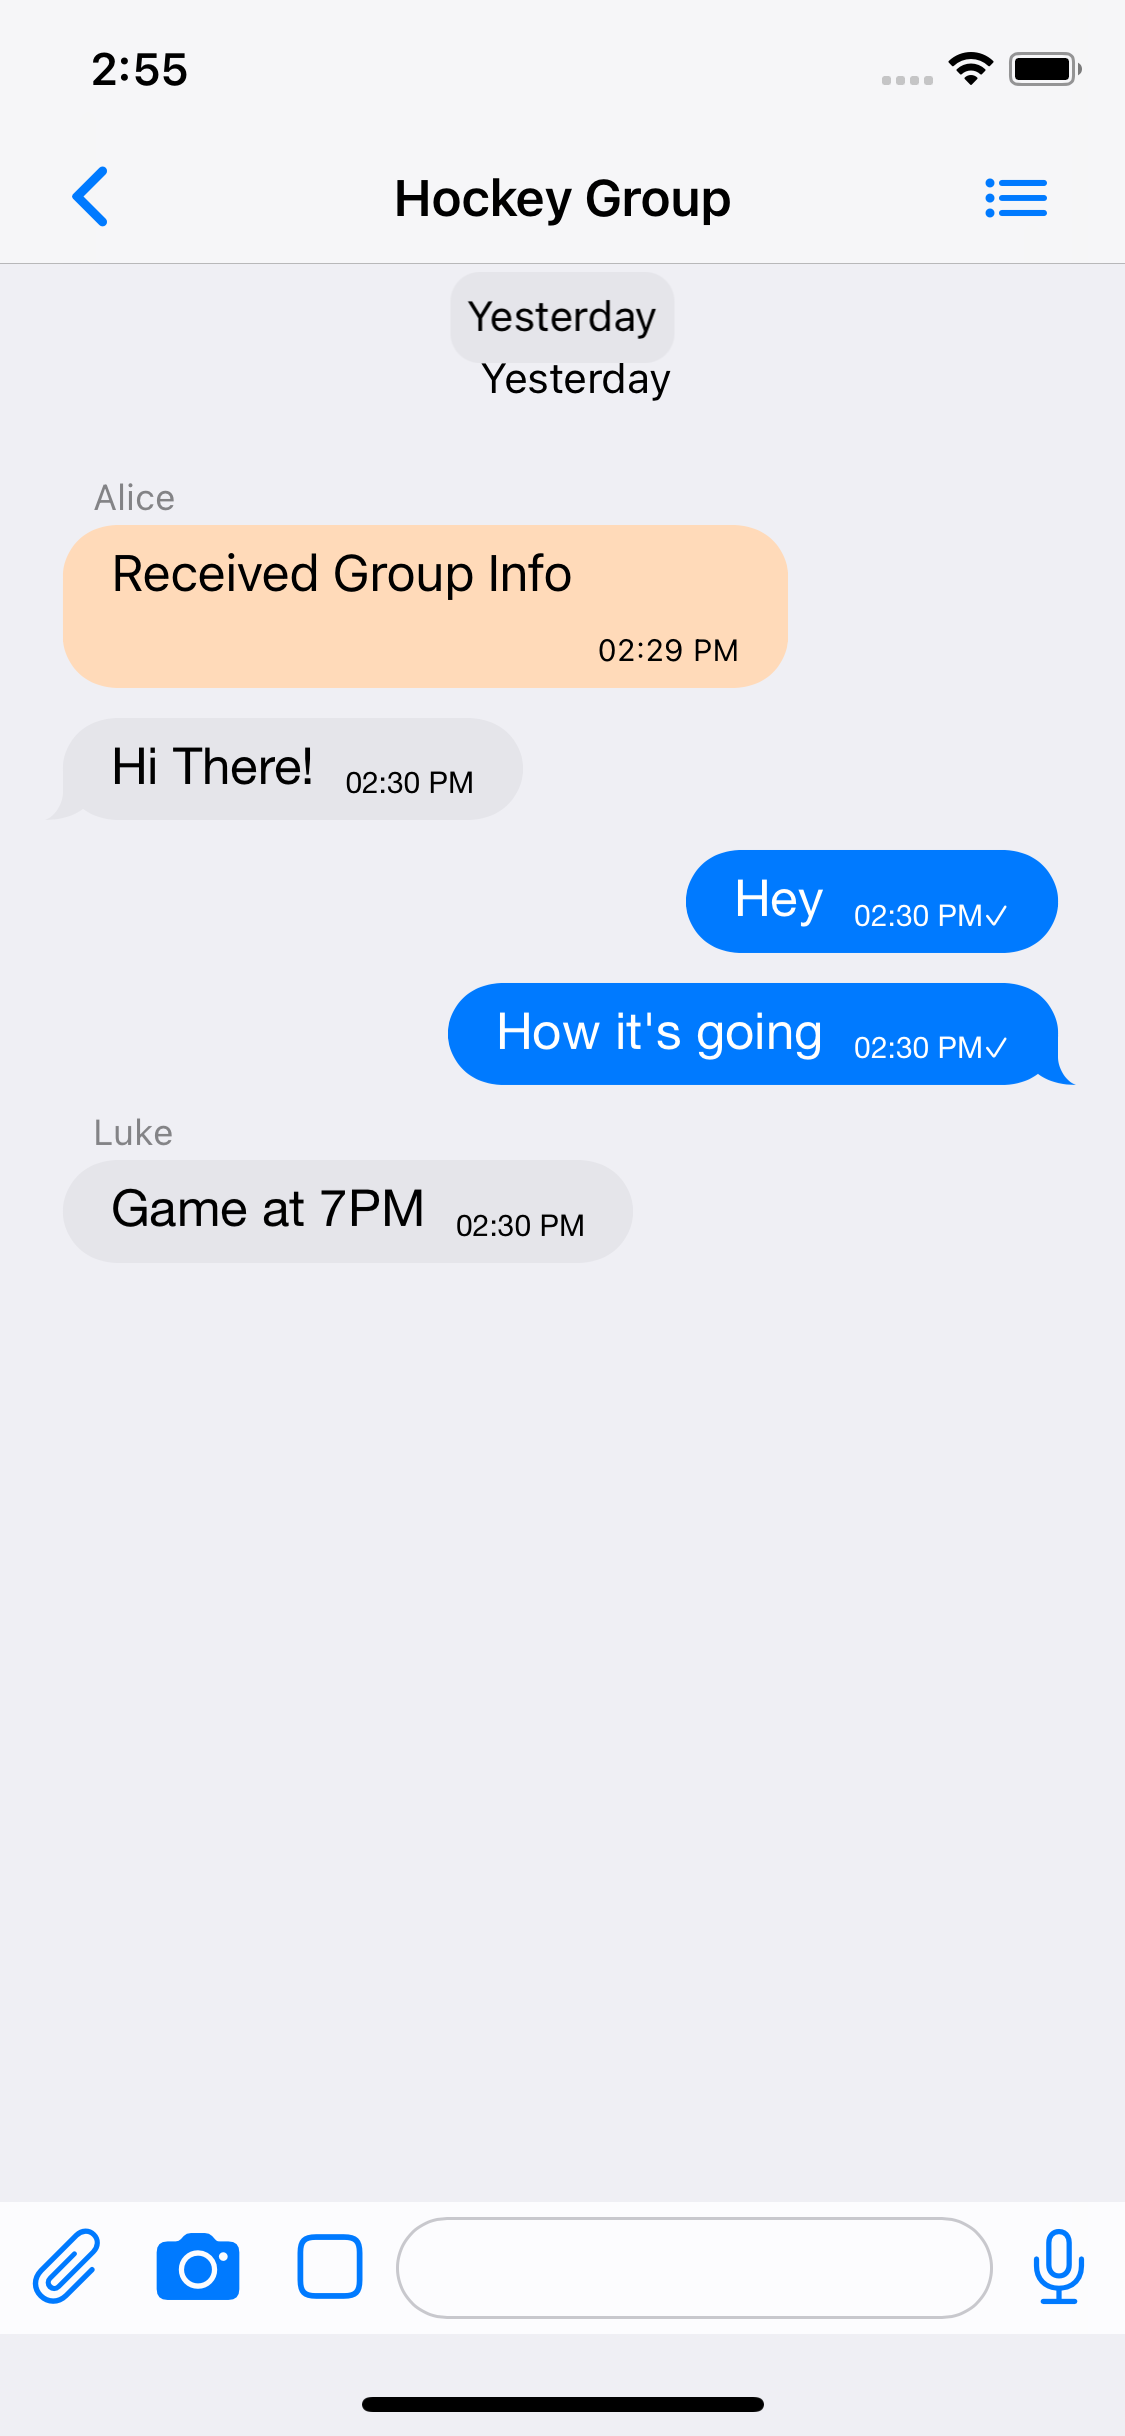 2:55
Hockey Group
Yesterday
Yesterday
Alice
Received Group Info
02:29 PM
Hi There! 02:30 PM
Hey 02:30 PM✓
How it's going 02:30 PM✓
Luke
Game at 7PM 02:30 PM